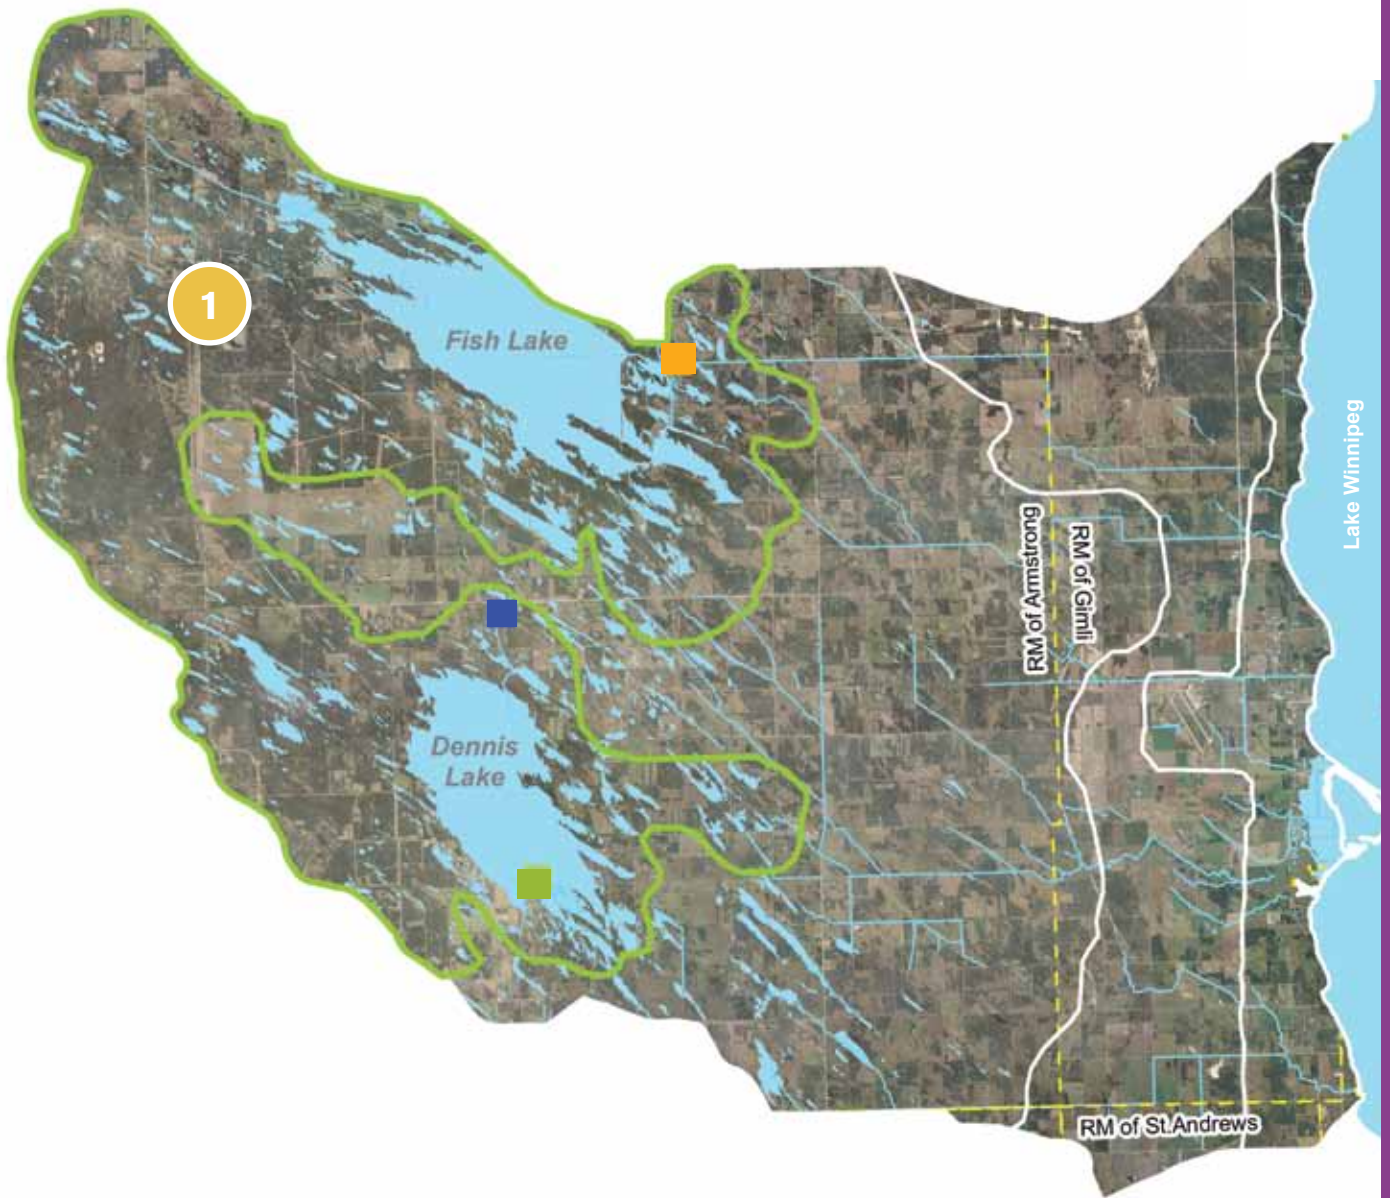 1
Fish Lake
Lake Winnipeg
RM of Armstrong
RM of Gimli
Dennis
Lake
RM of St.Andrews